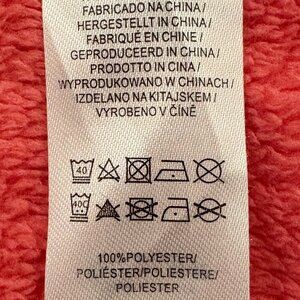 FABRICADO NA CHINA /
HERGESTELLT IN CHINA /
FABRIQUÉ EN CHINE /
GEPRODUCEERD IN CHINA /
PRODOTTO IN CINA /
WYPRODUKOWANO W CHINACH /
IZDELANO NA KITAJSKEM /
VYROBENO V ČÍNĚ
40
40C
100%POLYESTER/
POLIÉSTER/POLIESTERE/
POLIESTER